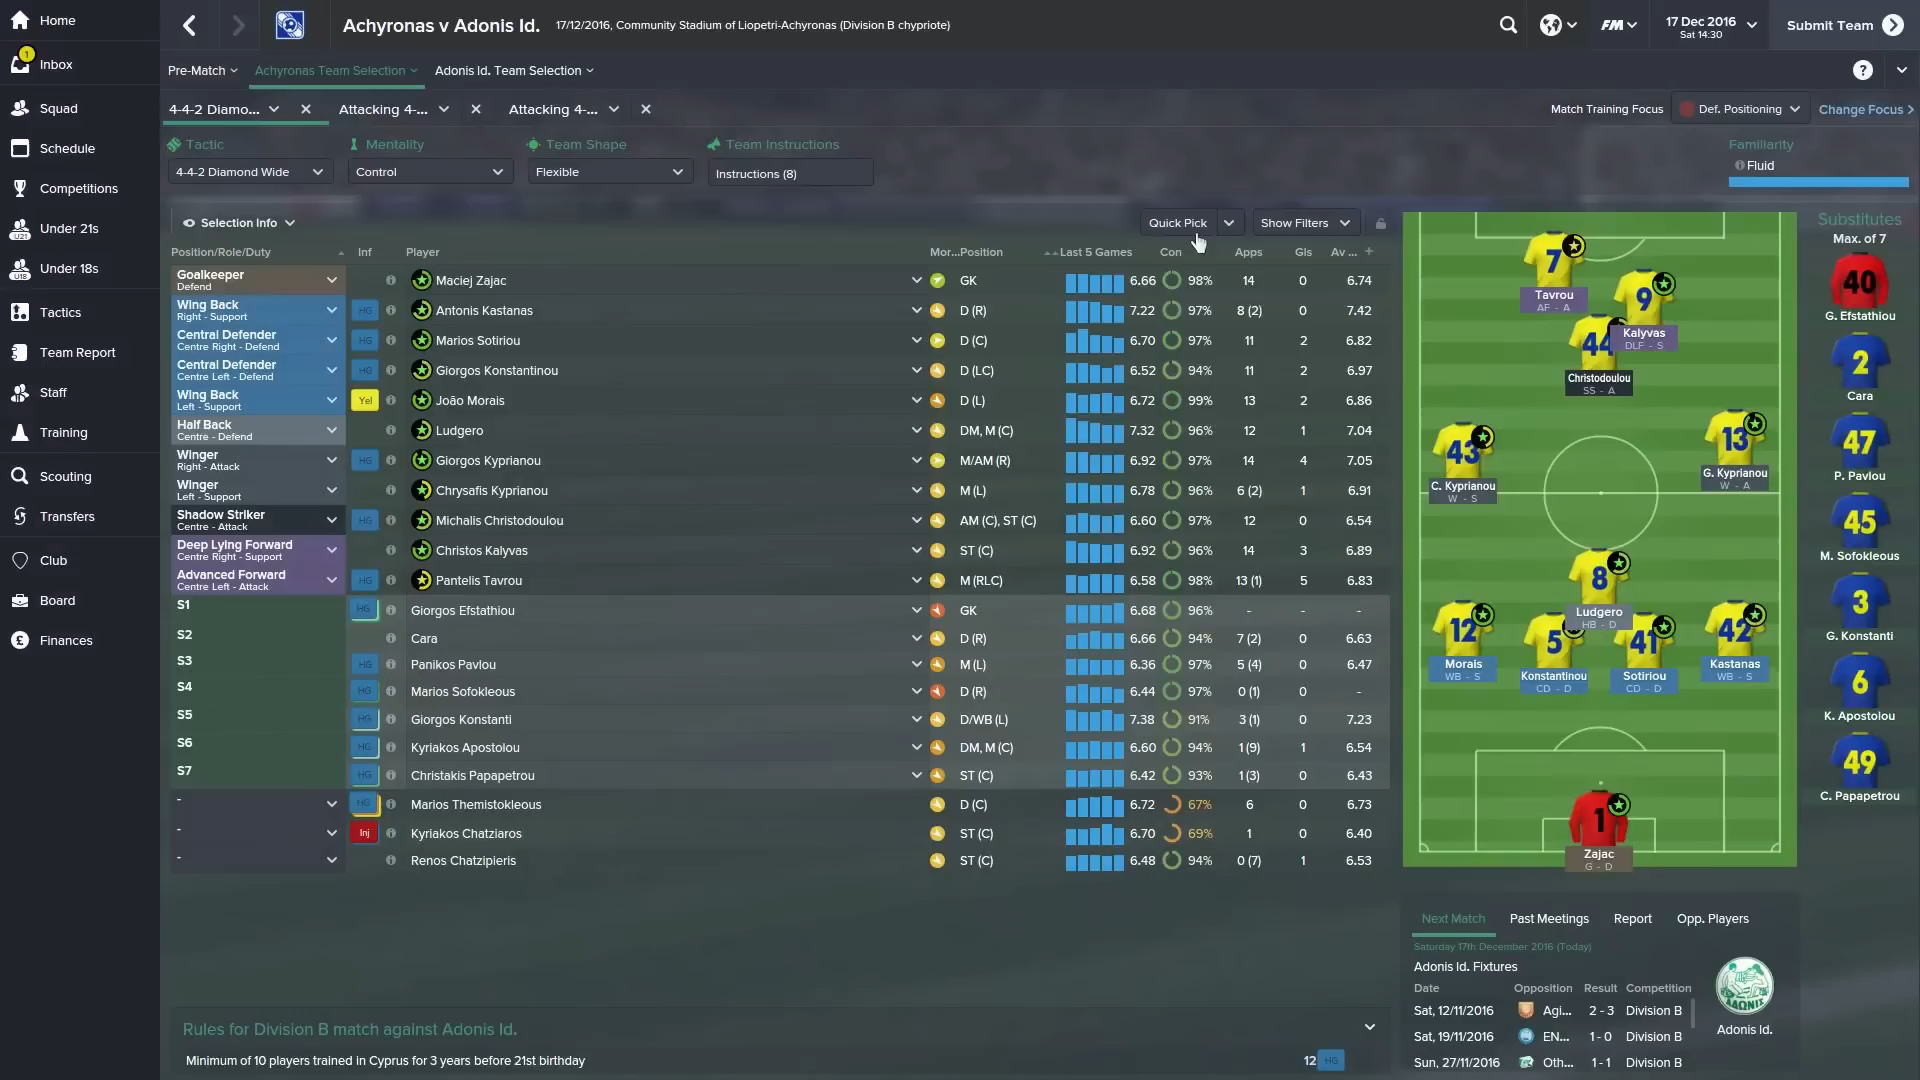 Home
Inbox
1
Squad
Schedule
Competitions
Under 21s
Under 18s
Tactics
Team Report
Staff
Training
Scouting
Transfers
Club
Board
Finances
Achyronas v Adonis Id. 17/12/2016, Community Stadium of Liopetri-Achyronas (Division B chypriote)
FM 17 Dec 2016 Submit Team
Sat 14:30
Pre-Match Achyronas Team Selection Adonis Id. Team Selection ?
4-4-2 Diamo... Attacking 4-... Attacking 4-... Match Training Focus Def. Positioning Change Focus >
Tactic Mentality Team Shape Team Instructions Familiarity
4-4-2 Diamond Wide Control Flexible Instructions (8) Fluid
Selection Info Quick Pick Show Filters
Position/Role/Duty Inf Player Mor... Position Last 5 Games Con Apps Gls Av ... +
Goalkeeper Maciej Zajac GK 6.66 98% 14 0 6.74
Defend
Wing Back HG Antonis Kastanas D (R) 7.22 97% 8 (2) 0 7.42
Right - Support
Central Defender HG Marios Sotiriou D (C) 6.70 97% 11 2 6.82
Centre Right - Defend
Central Defender HG Giorgos Konstantinou D (LC) 6.52 94% 11 2 6.97
Centre Left - Defend
Wing Back Yel João Morais D (L) 6.72 99% 13 2 6.86
Left - Support
Half Back Ludgero DM, M (C) 7.32 96% 12 1 7.04
Centre - Defend
Winger HG Giorgos Kyprianou M/AM (R) 6.92 97% 14 4 7.05
Right - Attack
Winger Chrysafis Kyprianou M (L) 6.78 96% 6 (2) 1 6.91
Left - Support
Shadow Striker HG Michalis Christodoulou AM (C), ST (C) 6.60 97% 12 0 6.54
Centre - Attack
Deep Lying Forward Christos Kalyvas ST (C) 6.92 96% 14 3 6.89
Centre Right - Support
Advanced Forward HG Pantelis Tavrou M (RLC) 6.58 98% 13 (1) 5 6.83
Centre Left - Attack
S1 HG Giorgos Efstathiou GK 6.68 96% - - -
S2 Cara D (R) 6.66 94% 7 (2) 0 6.63
S3 HG Panikos Pavlou M (L) 6.36 97% 5 (4) 0 6.47
S4 HG Marios Sofokleous D (R) 6.44 97% 0 (1) 0 -
S5 HG Giorgos Konstanti D/WB (L) 7.38 91% 3 (1) 0 7.23
S6 HG Kyriakos Apostolou DM, M (C) 6.60 94% 1 (9) 1 6.54
S7 HG Christakis Papapetrou ST (C) 6.42 93% 1 (3) 0 6.43
- HG Marios Themistokleous D (C) 6.72 67% 6 0 6.73
- Inj Kyriakos Chatziaros ST (C) 6.70 69% 1 0 6.40
- Renos Chatzipieris ST (C) 6.48 94% 0 (7) 1 6.53
7
Tavrou
AF - A
9
Kalyvas
DLF - S
44
Christodoulou
SS - A
43
C. Kyprianou
W - S
13
G. Kyprianou
W - A
8
Ludgero
HB - D
12
Morais
WB - S
5
Konstantinou
CD - D
41
Sotiriou
CD - D
42
Kastanas
WB - S
1
Zajac
G - D
Substitutes
Max. of 7
40
G. Efstathiou
2
Cara
47
P. Pavlou
45
M. Sofokleous
3
G. Konstanti
6
K. Apostolou
49
C. Papapetrou
Next Match Past Meetings Report Opp. Players
Saturday 17th December 2016 (Today)
Adonis Id. Fixtures
Date Opposition Result Competition
Sat, 12/11/2016 Agi... 2 - 3 Division B
Sat, 19/11/2016 EN... 1 - 0 Division B
Sun, 27/11/2016 Oth... 1 - 1 Division B
Adonis Id.
Rules for Division B match against Adonis Id.
Minimum of 10 players trained in Cyprus for 3 years before 21st birthday 12 HG